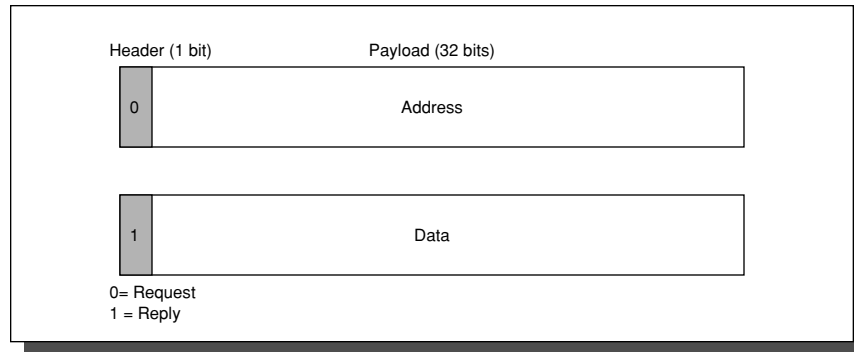 Header (1 bit) Payload (32 bits)
0 Address
1 Data
0= Request
1 = Reply